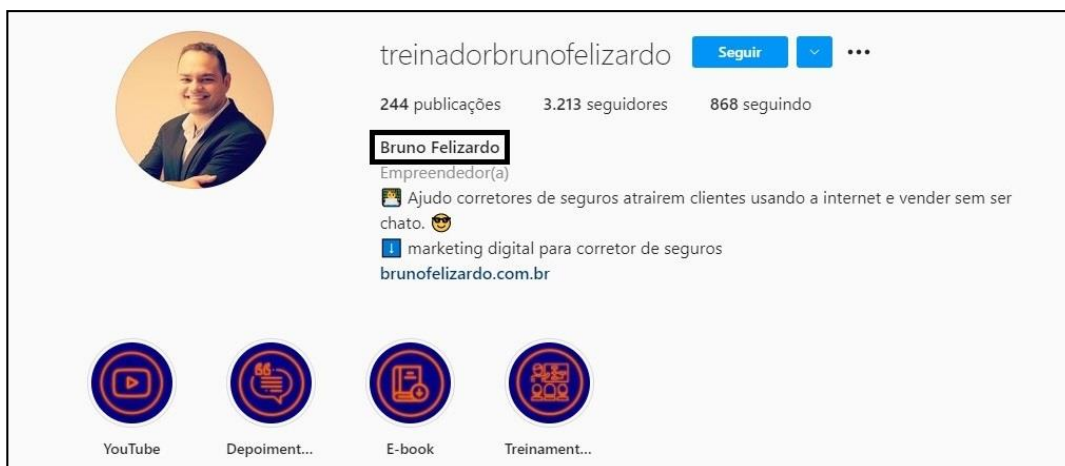 treinadorbrunofelizardo Seguir
244 publicações 3.213 seguidores 868 seguindo
Bruno Felizardo
Empreendedor(a)
Ajudo corretores de seguros atrairem clientes usando a internet e vender sem ser
chato.
marketing digital para corretor de seguros
brunofelizardo.com.br
YouTube Depoiment... E-book Treinament...